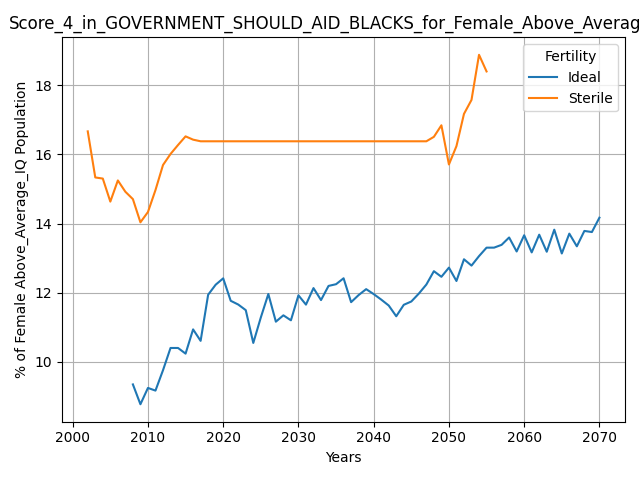 Score_4_in_GOVERNMENT_SHOULD_AID_BLACKS_for_Female_Above_Averag
Fertility
Ideal
Sterile
% of Female Above_Average_IQ Population
18
16
14
12
10
2000 2010 2020 2030 2040 2050 2060 2070
Years